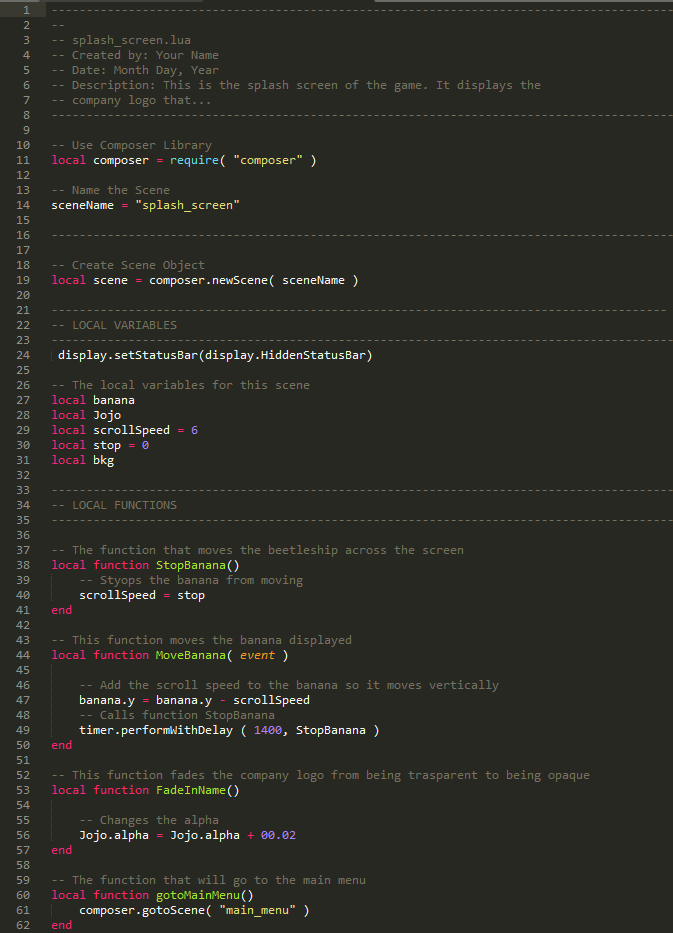 1 ------------------------------------------------------------------------------------------
2 --
3 -- splash_screen.lua
4 -- Created by: Your Name
5 -- Date: Month Day, Year
6 -- Description: This is the splash screen of the game. It displays the
7 -- company logo that...
8 ------------------------------------------------------------------------------------------
9
10 -- Use Composer Library
11 local composer = require( "composer" )
12
13 -- Name the Scene
14 sceneName = "splash_screen"
15
16 ------------------------------------------------------------------------------------------
17
18 -- Create Scene Object
19 local scene = composer.newScene( sceneName )
20
21 ----------------------------------------------------------------------------------------
22 -- LOCAL VARIABLES
23 ------------------------------------------------------------------------------------------
24  display.setStatusBar(display.HiddenStatusBar)
25
26 -- The local variables for this scene
27 local banana
28 local Jojo
29 local scrollSpeed = 6
30 local stop = 0
31 local bkg
32
33 ------------------------------------------------------------------------------------------
34 -- LOCAL FUNCTIONS
35 ------------------------------------------------------------------------------------------
36
37 -- The function that moves the beetleship across the screen
38 local function StopBanana()
39     -- Styops the banana from moving
40     scrollSpeed = stop
41 end
42
43 -- This function moves the banana displayed
44 local function MoveBanana( event )
45
46     -- Add the scroll speed to the banana so it moves vertically
47     banana.y = banana.y - scrollSpeed
48     -- Calls function StopBanana
49     timer.performWithDelay ( 1400, StopBanana )
50 end
51
52 -- This function fades the company logo from being trasparent to being opaque
53 local function FadeInName()
54
55     -- Changes the alpha
56     Jojo.alpha = Jojo.alpha + 00.02
57 end
58
59 -- The function that will go to the main menu
60 local function gotoMainMenu()
61     composer.gotoScene( "main_menu" )
62 end